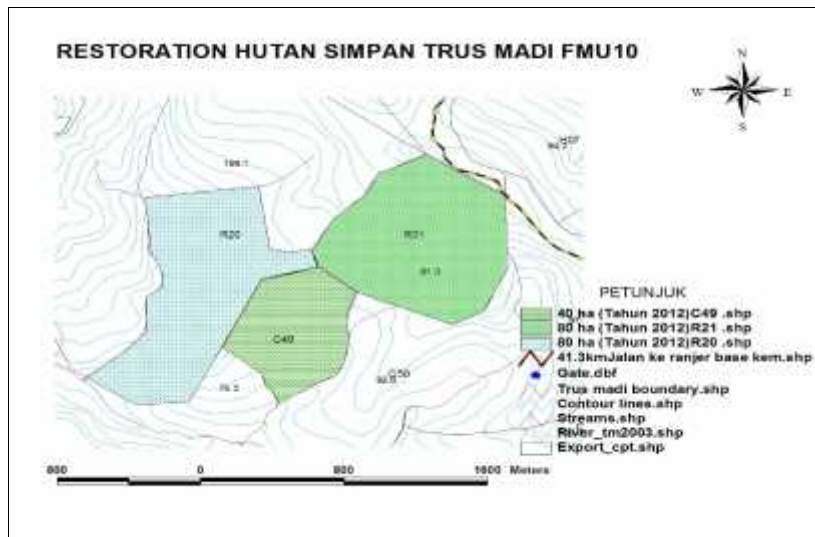 RESTORATION HUTAN SIMPAN TRUS MADI FMU10
N
W E
S
R20
R21
C49
C50
PETUNJUK
40 ha (Tahun 2012)C49 .shp
80 ha (Tahun 2012)R21 .shp
80 ha (Tahun 2012)R20 .shp
41.3kmJalan ke ranjer base kem.shp
Gate.dbf
Trus madi boundary.shp
Contour lines.shp
Streams.shp
River_tm2003.shp
Export_cpt.shp
800 0 800 1600 Meters